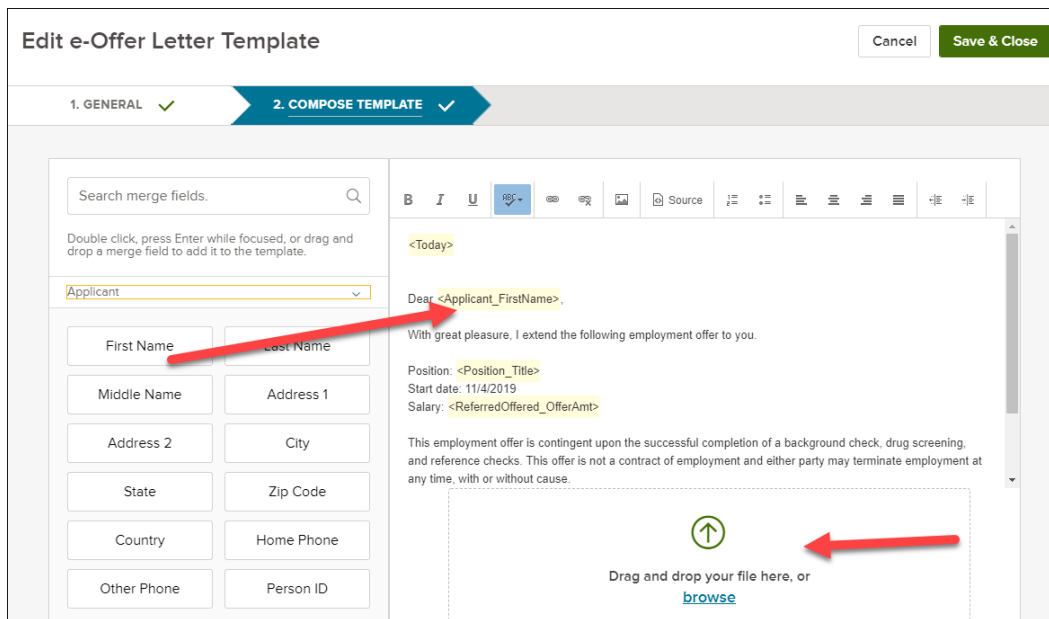 Edit e-Offer Letter Template
Cancel
Save & Close
1. GENERAL
2. COMPOSE TEMPLATE
Search merge fields.
Double click, press Enter while focused, or drag and
drop a merge field to add it to the template.
Applicant
First Name
Last Name
Middle Name
Address 1
Address 2
City
State
Zip Code
Country
Home Phone
Other Phone
Person ID
B I U ABC Source
<Today>
Dear <Applicant_FirstName>,
With great pleasure, I extend the following employment offer to you.
Position: <Position_Title>
Start date: 11/4/2019
Salary: <ReferredOffered_OfferAmt>
This employment offer is contingent upon the successful completion of a background check, drug screening,
and reference checks. This offer is not a contract of employment and either party may terminate employment at
any time, with or without cause.
Drag and drop your file here, or
browse